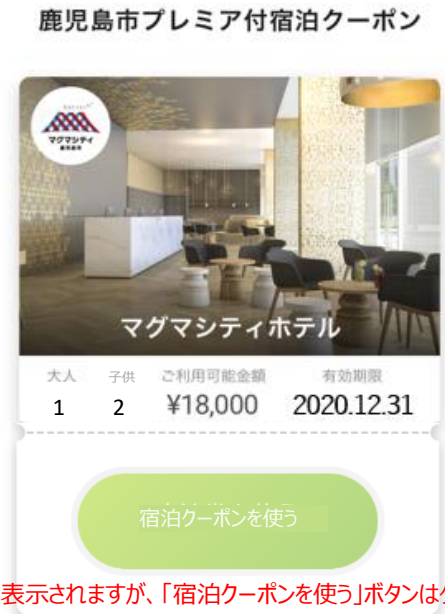 鹿児島市プレミア付宿泊クーポン
マグマシティ
鹿児島市
マグマシティホテル
大人 子供 ご利用可能金額 有効期限
1 2 ¥18,000 2020.12.31
宿泊クーポンを使う
表示されますが、「宿泊クーポンを使う」ボタンは